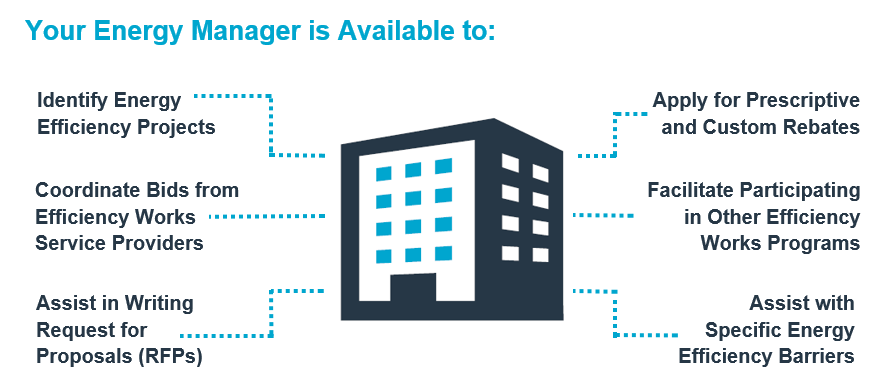 Your Energy Manager is Available to:
Identify Energy
Efficiency Projects
Coordinate Bids from
Efficiency Works
Service Providers
Assist in Writing
Request for
Proposals (RFPs)
Apply for Prescriptive
and Custom Rebates
Facilitate Participating
in Other Efficiency
Works Programs
Assist with
Specific Energy
Efficiency Barriers